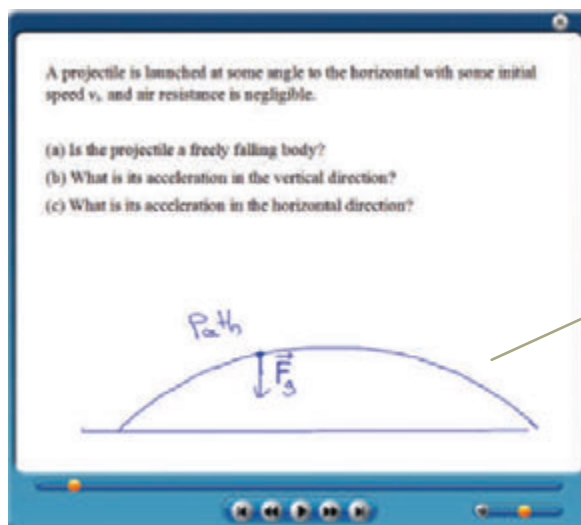 A projectile is launched at some angle to the horizontal with some initial
speed vᵢ, and air resistance is negligible.
(a) Is the projectile a freely falling body?
(b) What is its acceleration in the vertical direction?
(c) What is its acceleration in the horizontal direction?
Path
F⃗g